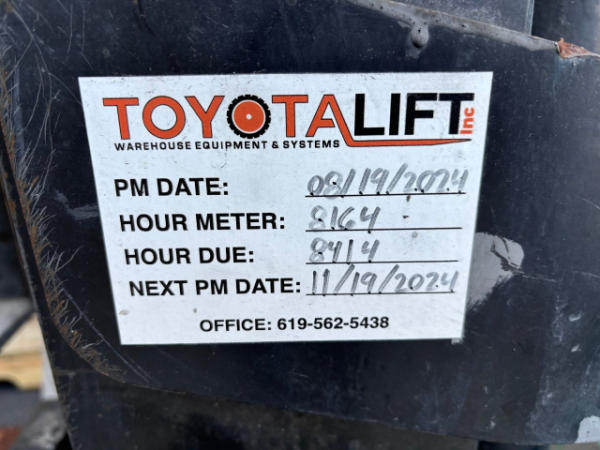 TOYOTALIFT Inc
WAREHOUSE EQUIPMENT & SYSTEMS
PM DATE: 08/19/2024
HOUR METER: 8164
HOUR DUE: 8414
NEXT PM DATE: 11/19/2024
OFFICE: 619-562-5438